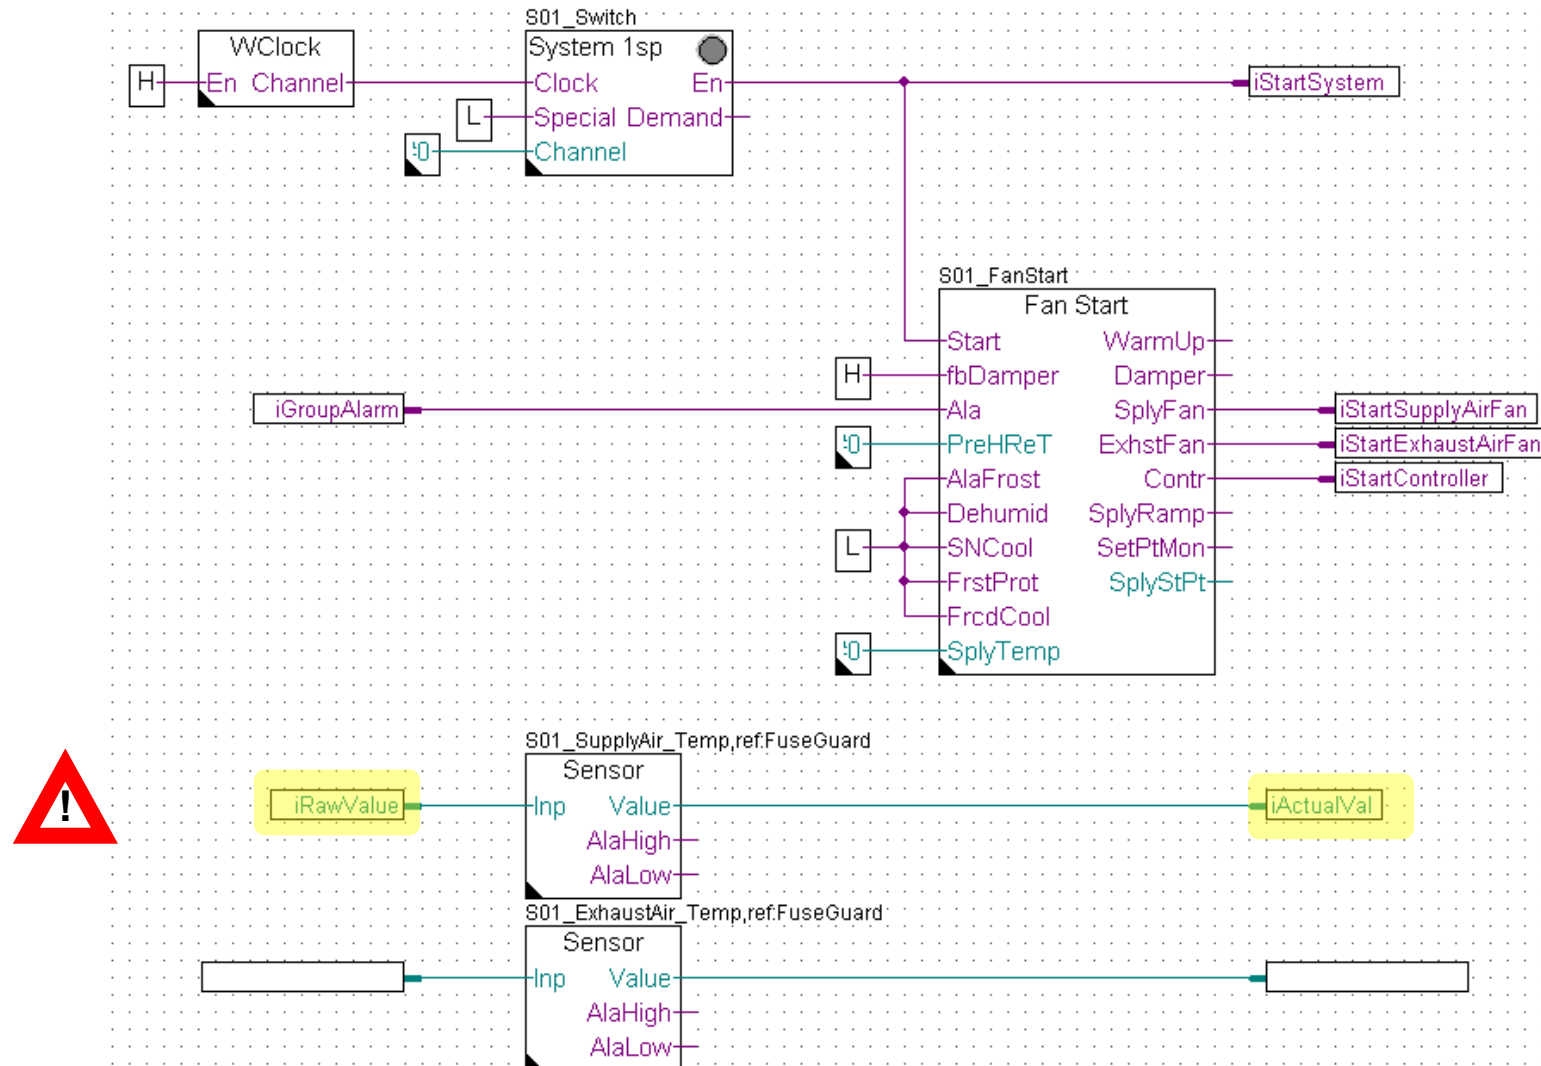 S01_Switch
WClock
System 1sp
H
En Channel
Clock En
iStartSystem
L
Special Demand
!0
Channel
S01_FanStart
Fan Start
Start WarmUp
H
fbDamper Damper
iGroupAlarm
Ala SplyFan
iStartSupplyAirFan
!0
PreHReT ExhstFan
iStartExhaustAirFan
AlaFrost Contr
iStartController
Dehumid SplyRamp
L
SNCool SetPtMon
FrstProt SplyStPt
FrcdCool
!0
SplyTemp
S01_SupplyAir_Temp,ref:FuseGuard
Sensor
!
iRawValue
Inp Value
iActualVal
AlaHigh
AlaLow
S01_ExhaustAir_Temp,ref:FuseGuard
Sensor
Inp Value
AlaHigh
AlaLow